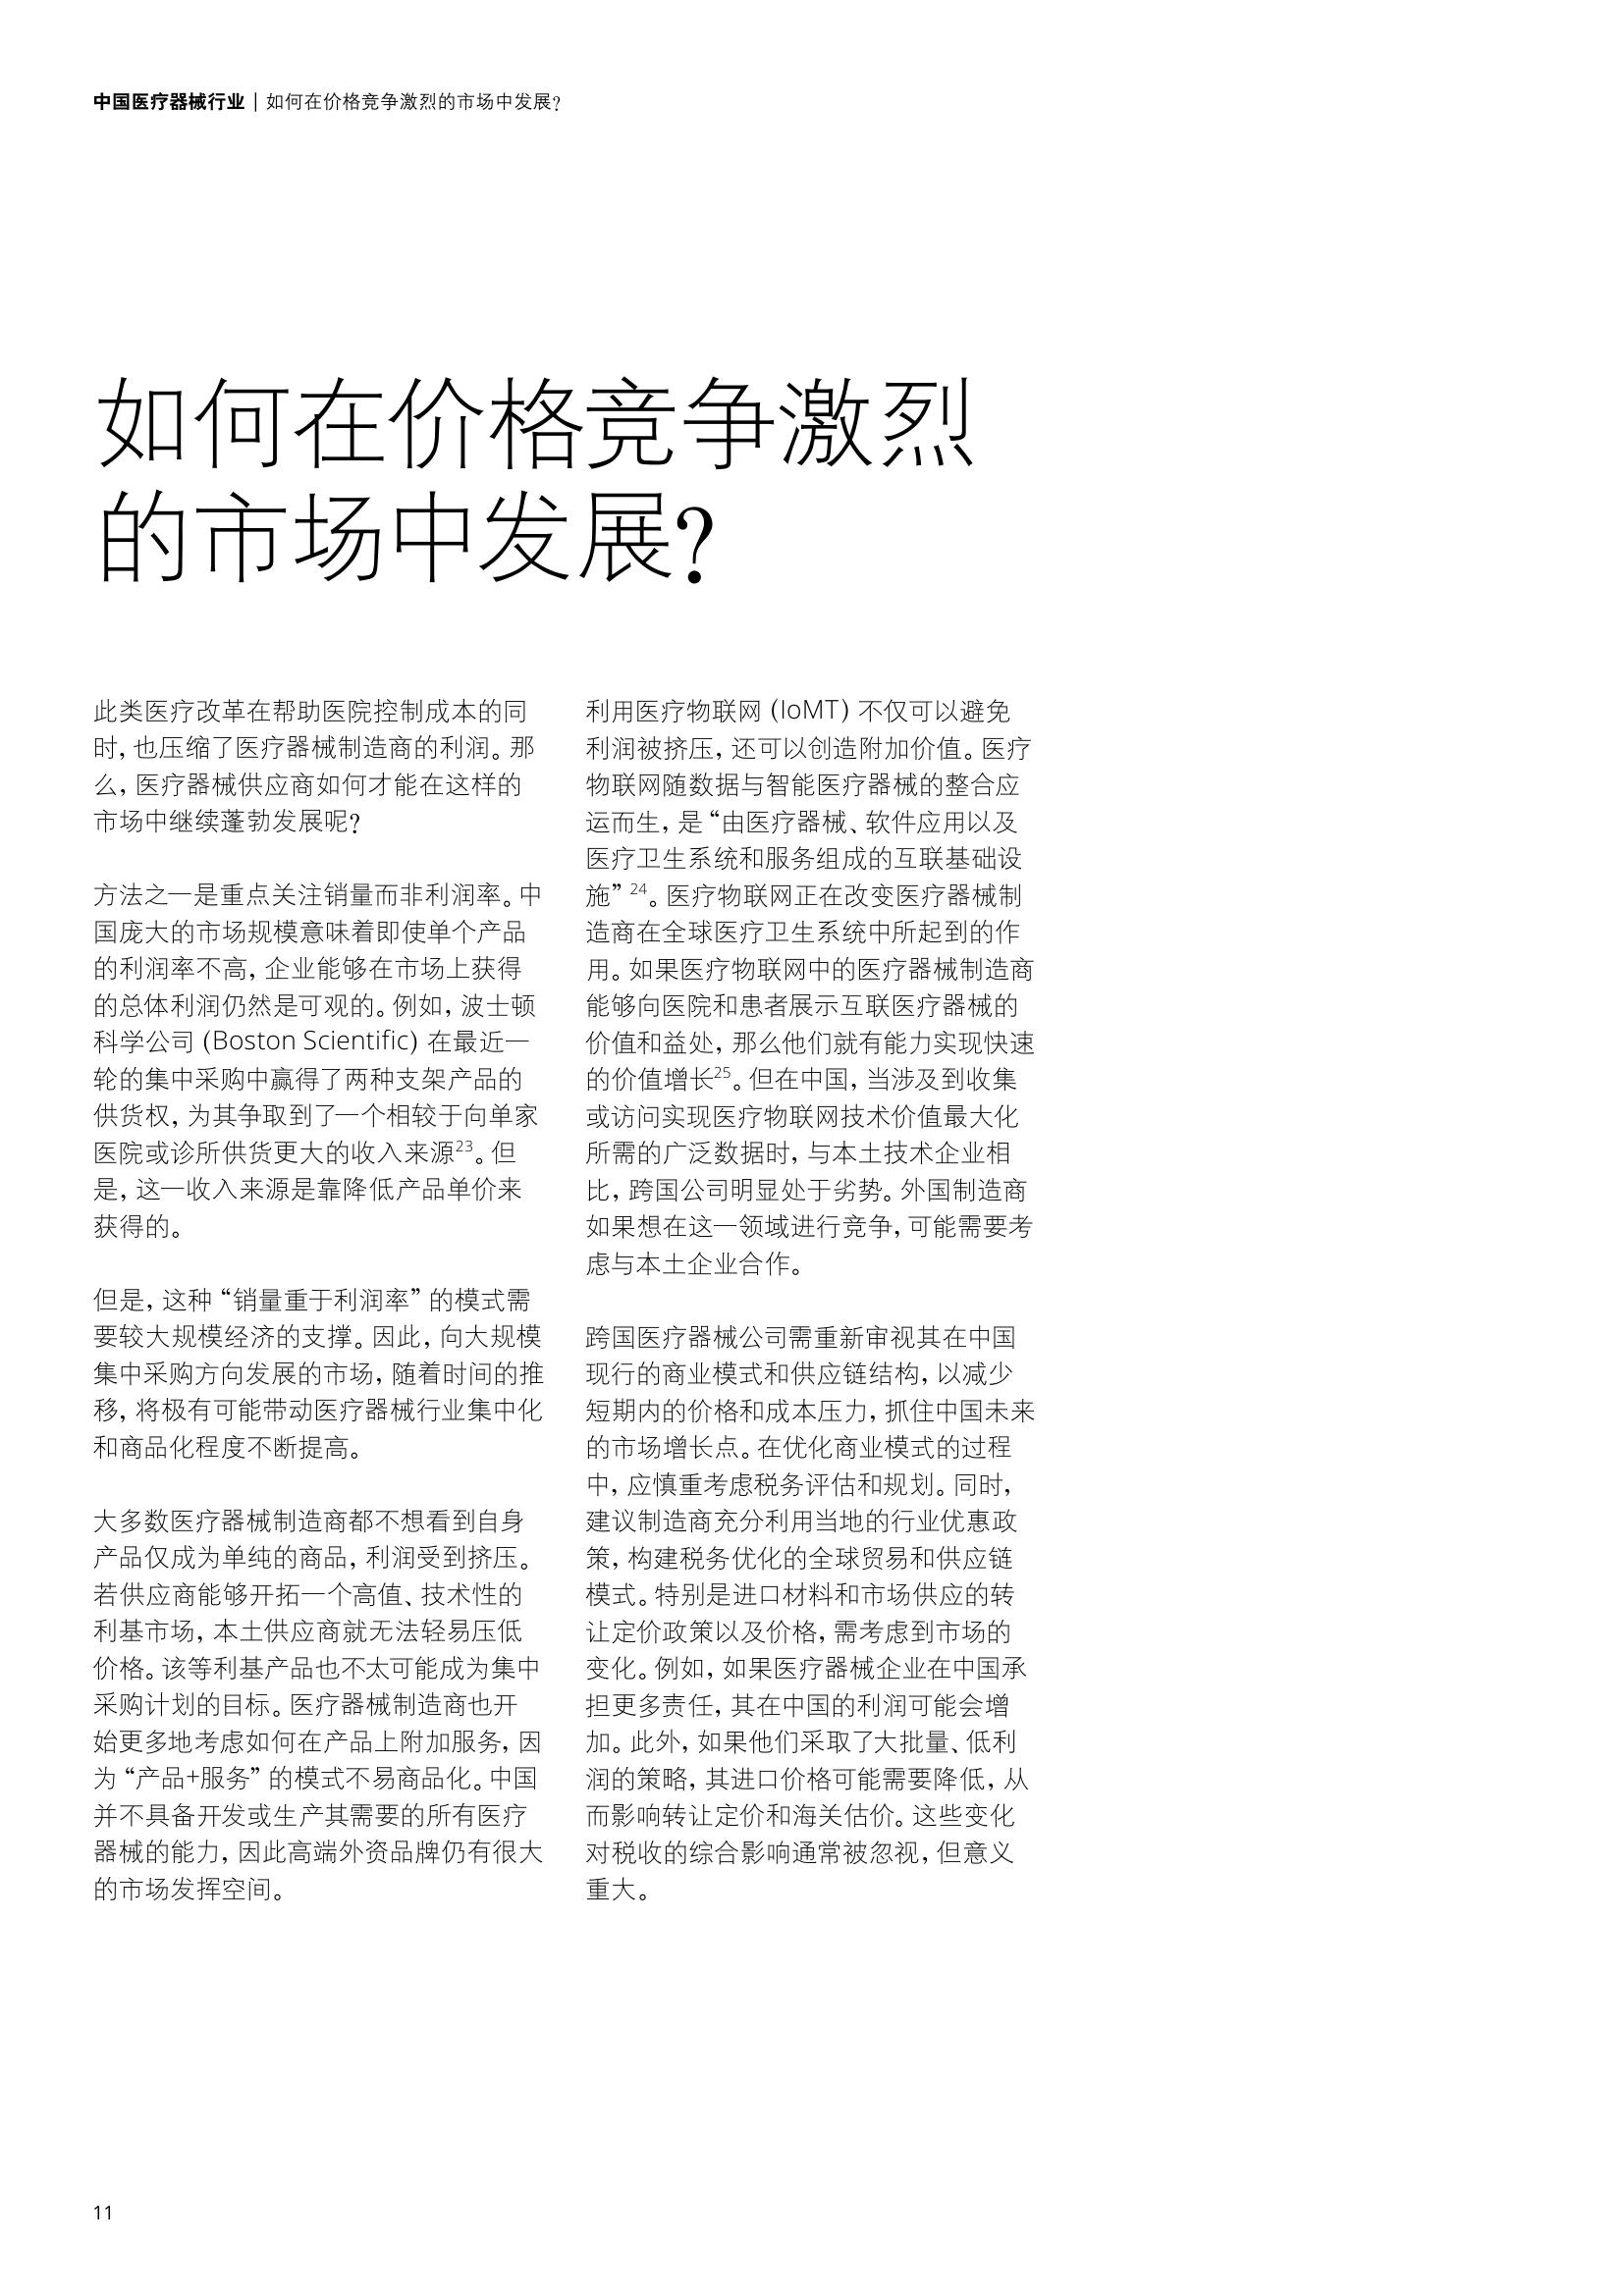 中国医疗器械行业 | 如何在价格竞争激烈的市场中发展?
如何在价格竞争激烈
的市场中发展?
此类医疗改革在帮助医院控制成本的同
时,也压缩了医疗器械制造商的利润。那
么,医疗器械供应商如何才能在这样的
市场中继续蓬勃发展呢?
方法之一是重点关注销量而非利润率。中
国庞大的市场规模意味着即使单个产品
的利润率不高,企业能够在市场上获得
的总体利润仍然是可观的。例如,波士顿
科学公司 (Boston Scientific) 在最近一
轮的集中采购中赢得了两种支架产品的
供货权,为其争取到了一个相较于向单家
医院或诊所供货更大的收入来源23。但
是,这一收入来源是靠降低产品单价来
获得的。
但是,这种“销量重于利润率”的模式需
要较大规模经济的支撑。因此,向大规模
集中采购方向发展的市场,随着时间的推
移,将极有可能带动医疗器械行业集中化
和商品化程度不断提高。
大多数医疗器械制造商都不想看到自身
产品仅成为单纯的商品,利润受到挤压。
若供应商能够开拓一个高值、技术性的
利基市场,本土供应商就无法轻易压低
价格。该等利基产品也不太可能成为集中
采购计划的目标。医疗器械制造商也开
始更多地考虑如何在产品上附加服务,因
为“产品+服务”的模式不易商品化。中国
并不具备开发或生产其需要的所有医疗
器械的能力,因此高端外资品牌仍有很大
的市场发挥空间。
利用医疗物联网 (IoMT) 不仅可以避免
利润被挤压,还可以创造附加价值。医疗
物联网随数据与智能医疗器械的整合应
运而生,是“由医疗器械、软件应用以及
医疗卫生系统和服务组成的互联基础设
施”24。医疗物联网正在改变医疗器械制
造商在全球医疗卫生系统中所起到的作
用。如果医疗物联网中的医疗器械制造商
能够向医院和患者展示互联医疗器械的
价值和益处,那么他们就有能力实现快速
的价值增长25。但在中国,当涉及到收集
或访问实现医疗物联网技术价值最大化
所需的广泛数据时,与本土技术企业相
比,跨国公司明显处于劣势。外国制造商
如果想在这一领域进行竞争,可能需要考
虑与本土企业合作。
跨国医疗器械公司需重新审视其在中国
现行的商业模式和供应链结构,以减少
短期内的价格和成本压力,抓住中国未来
的市场增长点。在优化商业模式的过程
中,应慎重考虑税务评估和规划。同时,
建议制造商充分利用当地的行业优惠政
策,构建税务优化的全球贸易和供应链
模式。特别是进口材料和市场供应的转
让定价政策以及价格,需考虑到市场的
变化。例如,如果医疗器械企业在中国承
担更多责任,其在中国的利润可能会增
加。此外,如果他们采取了大批量、低利
润的策略,其进口价格可能需要降低,从
而影响转让定价和海关估价。这些变化
对税收的综合影响通常被忽视,但意义
重大。
11